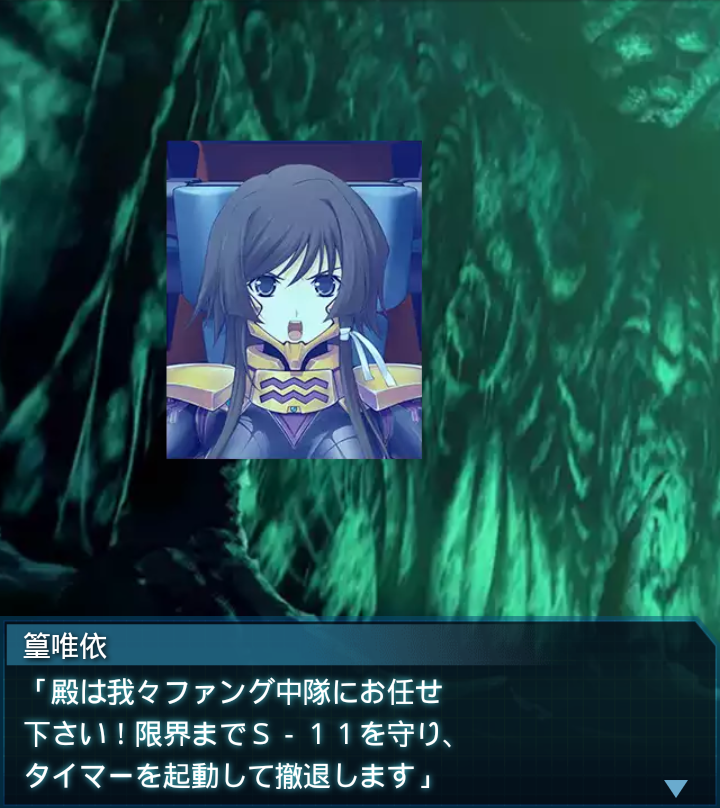 篁唯依
「殿は我々ファング中隊にお任せ
下さい！限界までＳ‐１１を守り、
タイマーを起動して撤退します」